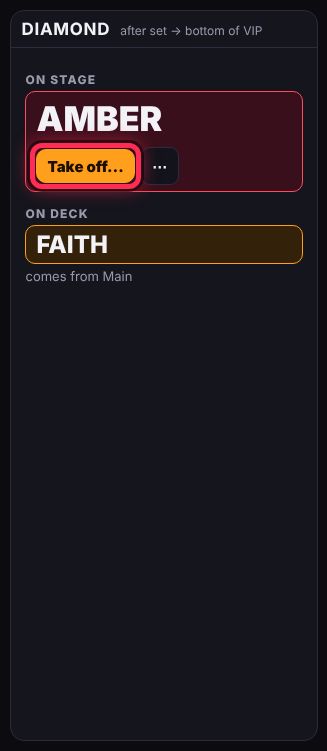 DIAMOND after set → bottom of VIP
ON STAGE
AMBER
Take off... ...
ON DECK
FAITH
comes from Main